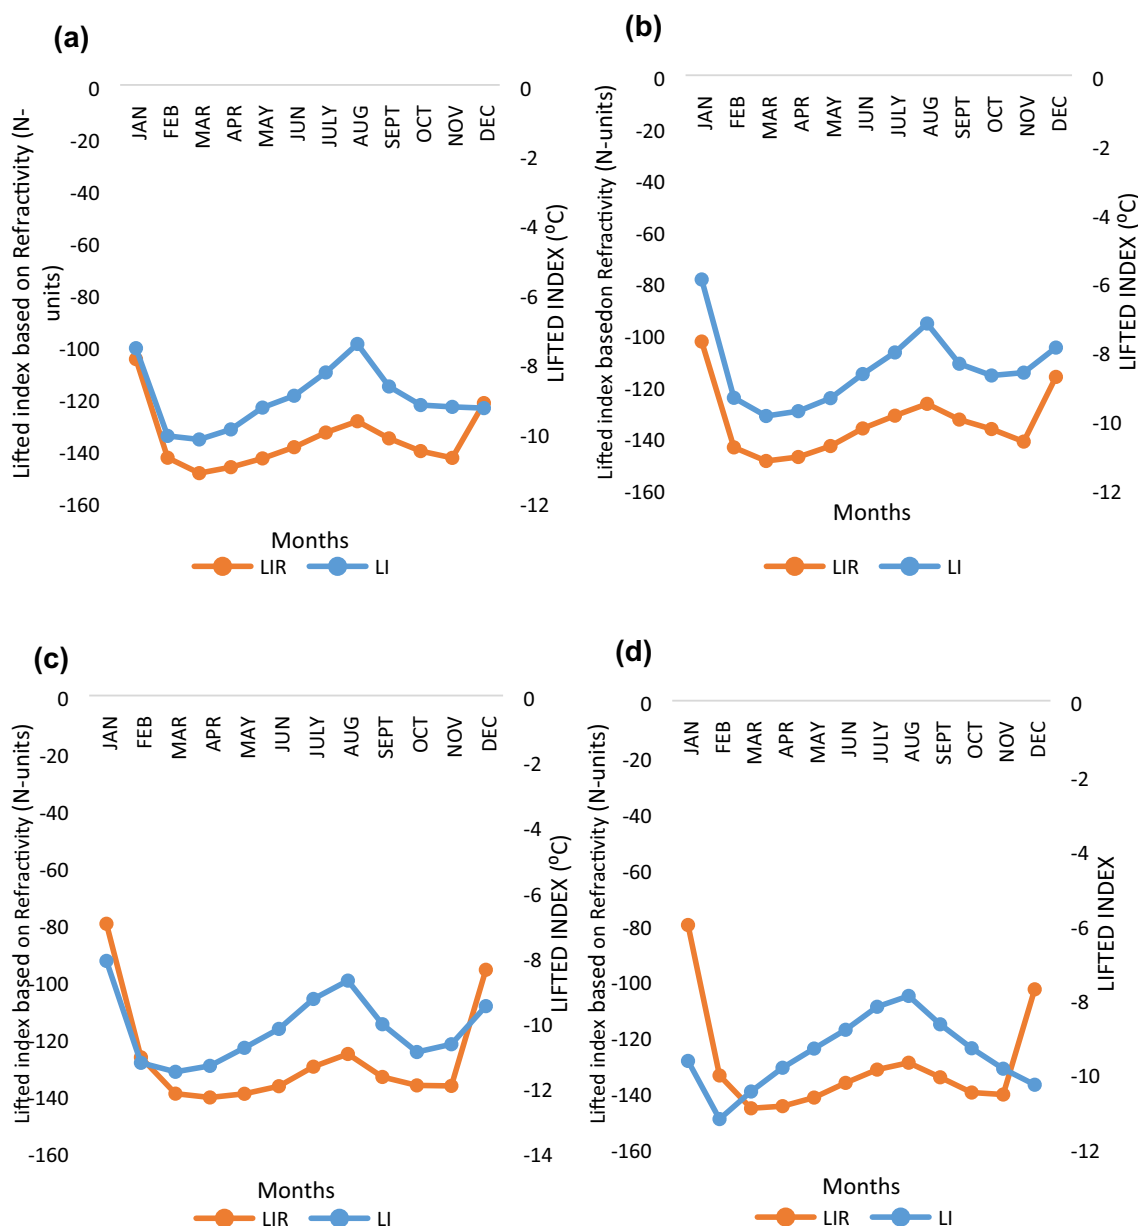 (a)
Lifted index based on Refractivity (N-
units)
0
-20
-40
-60
-80
-100
-120
-140
-160
JAN
FEB
MAR
APR
MAY
JUN
JULY
AUG
SEPT
OCT
NOV
DEC
0
-2
-4
-6
-8
-10
-12
LIFTED INDEX (⁰C)
Months
LIR
LI
(b)
Lifted index basedon Refractivity (N-units)
0
-20
-40
-60
-80
-100
-120
-140
-160
JAN
FEB
MAR
APR
MAY
JUN
JULY
AUG
SEPT
OCT
NOV
DEC
0
-2
-4
-6
-8
-10
-12
LIFTED INDEX (⁰C)
Months
LIR
LI
(c)
Lifted index based on Refractivity (N-units)
0
-20
-40
-60
-80
-100
-120
-140
-160
JAN
FEB
MAR
APR
MAY
JUN
JULY
AUG
SEPT
OCT
NOV
DEC
0
-2
-4
-6
-8
-10
-12
-14
LIFTED INDEX (⁰C)
Months
LIR
LI
(d)
Lifted index based on Refractivity (N-units)
0
-20
-40
-60
-80
-100
-120
-140
-160
JAN
FEB
MAR
APR
MAY
JUN
JULY
AUG
SEPT
OCT
NOV
DEC
0
-2
-4
-6
-8
-10
-12
LIFTED INDEX
Months
LIR
LI